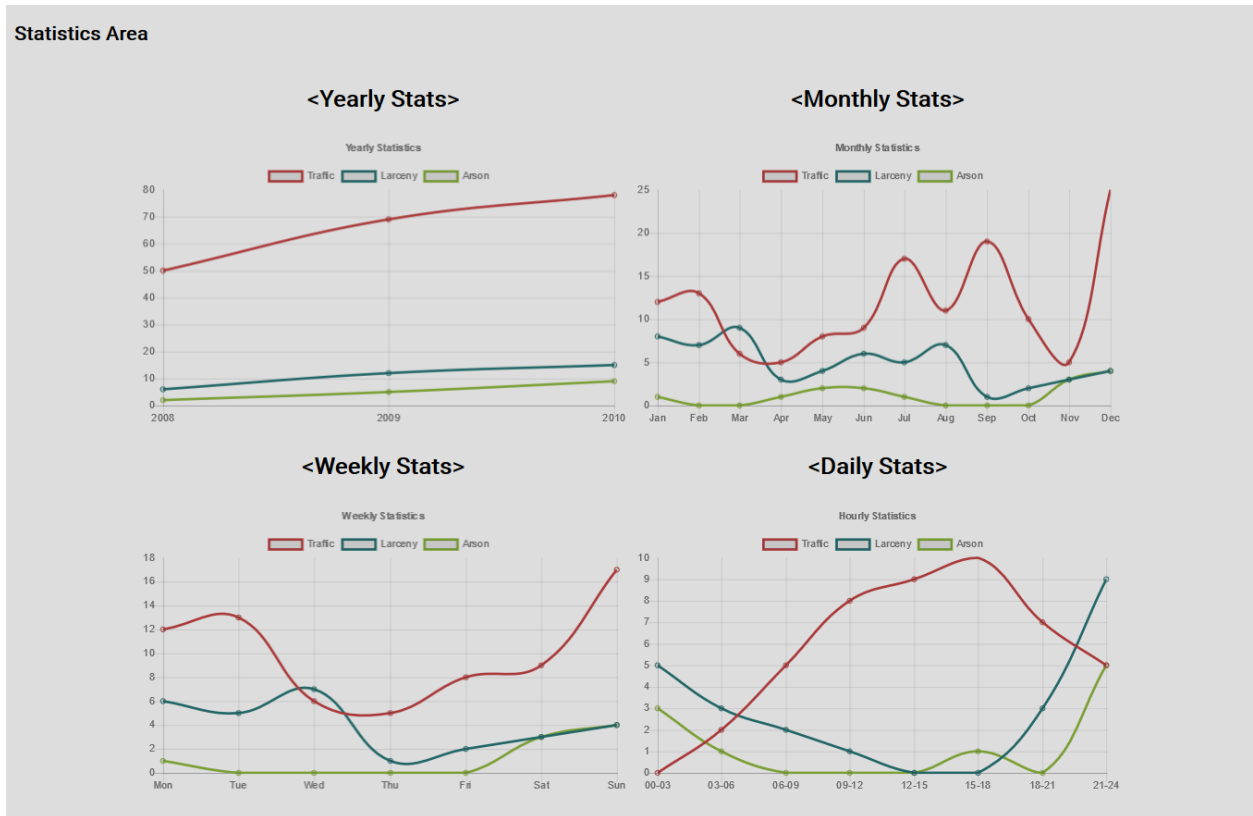 Statistics Area
<Yearly Stats>
<Monthly Stats>
Yearly Statistics
Traffic Larceny Arson
80
70
60
50
40
30
20
10
0
2008 2009 2010
Monthly Statistics
Traffic Larceny Arson
25
20
15
10
5
0
Jan Feb Mar Apr May Jun Jul Aug Sep Oct Nov Dec
<Weekly Stats>
<Daily Stats>
Weekly Statistics
Traffic Larceny Arson
18
16
14
12
10
8
6
4
2
0
Mon Tue Wed Thu Fri Sat Sun
Hourly Statistics
Traffic Larceny Arson
10
9
8
7
6
5
4
3
2
1
0
00-03 03-06 06-09 09-12 12-15 15-18 18-21 21-24